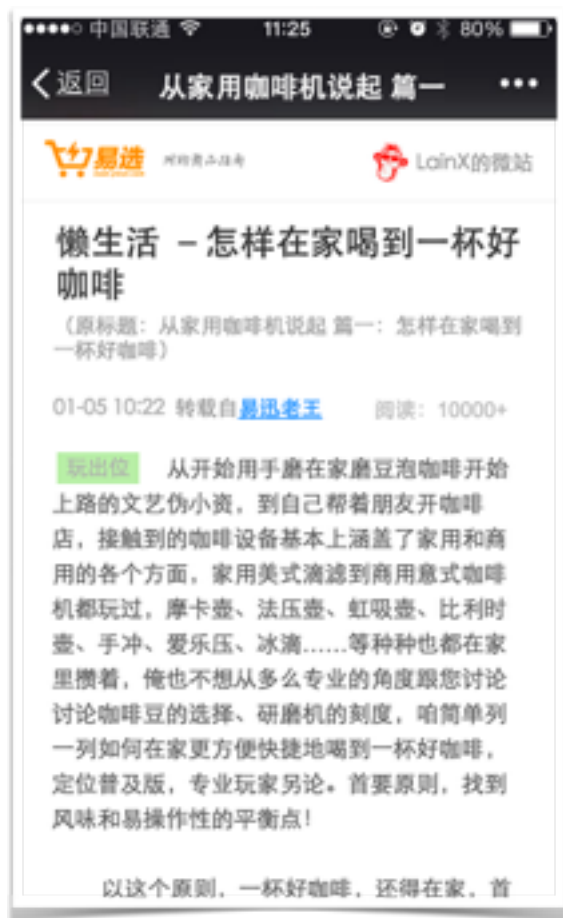 中国联通 11:25 80%
返回 从家用咖啡机说起 篇一
易选 LainX的微站
懒生活 – 怎样在家喝到一杯好
咖啡
（原标题：从家用咖啡机说起 篇一：怎样在家喝到
一杯好咖啡）
01-05 10:22 转载自易迅老王 阅读：10000+
玩出位 从开始用手磨在家磨豆泡咖啡开始
上路的文艺伪小资，到自己帮着朋友开咖啡
店，接触到的咖啡设备基本上涵盖了家用和商
用的各个方面，家用美式滴滤到商用意式咖啡
机都玩过，摩卡壶、法压壶、虹吸壶、比利时
壶、手冲、爱乐压、冰滴……等种种也都在家
里攒着，俺也不想从多么专业的角度跟您讨论
讨论咖啡豆的选择、研磨机的刻度，咱简单列
一列如何在家更方便快捷地喝到一杯好咖啡，
定位普及版，专业玩家另论。首要原则，找到
风味和易操作性的平衡点！
以这个原则，一杯好咖啡，还得在家，首